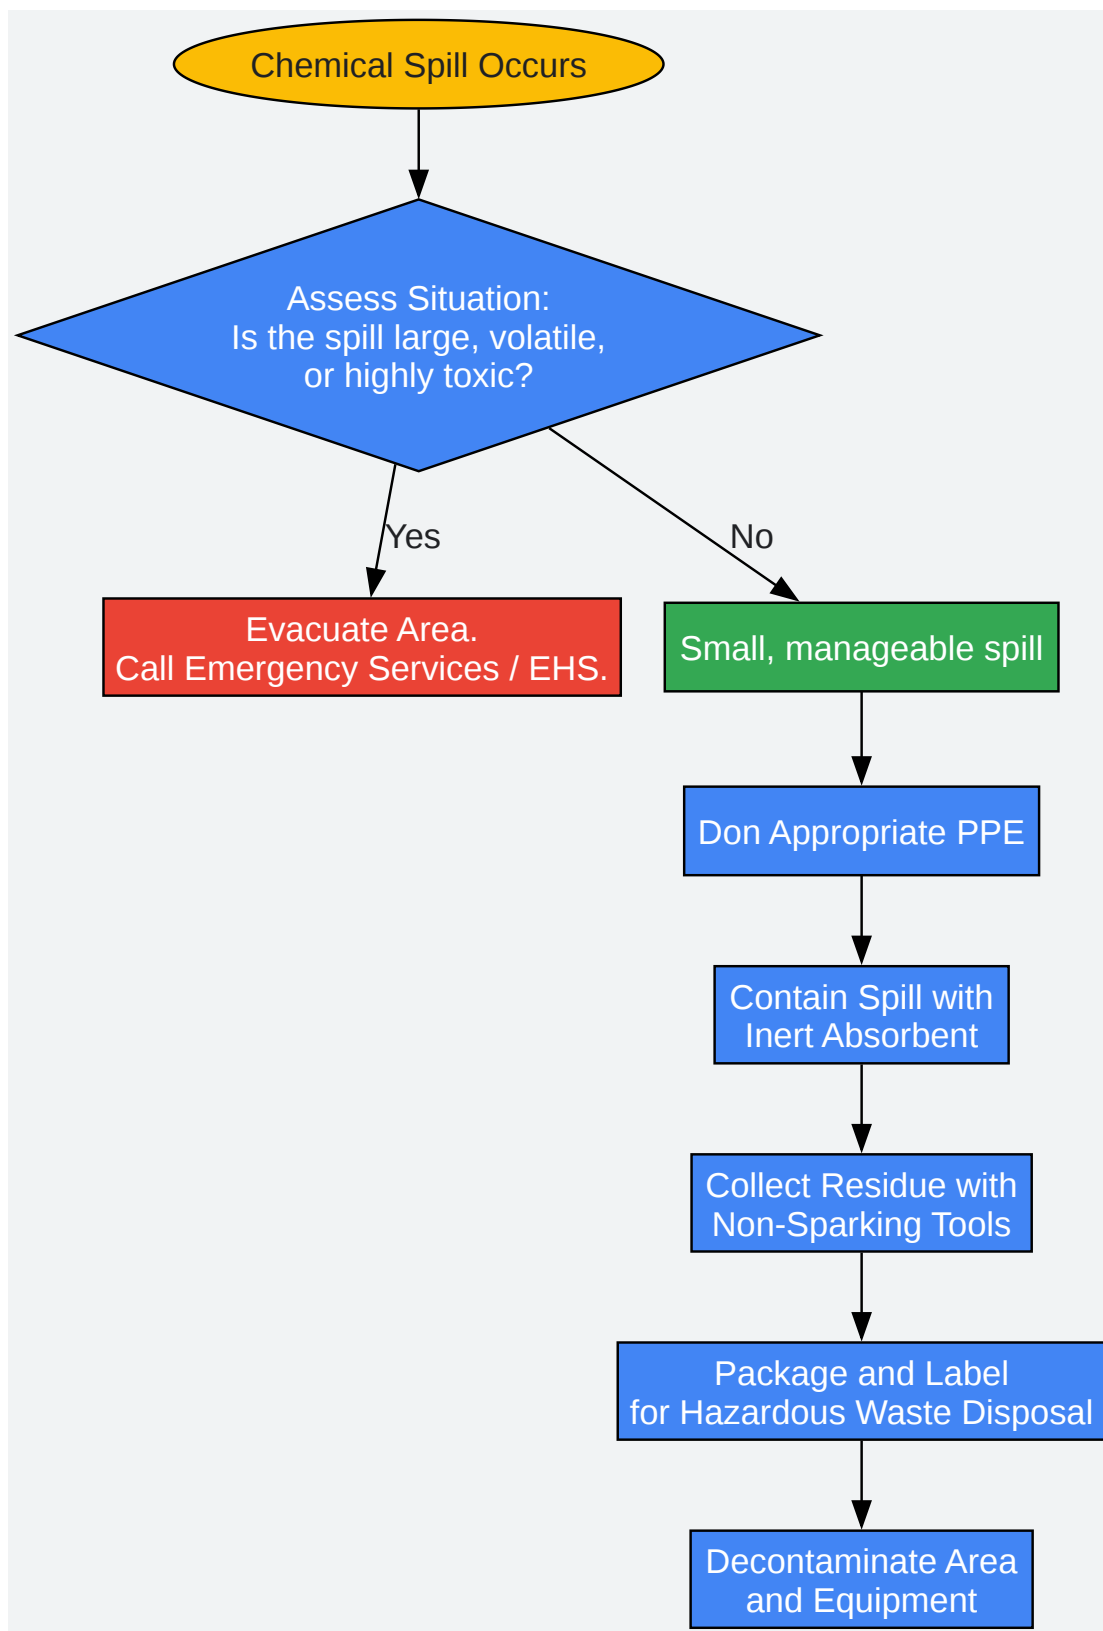 Chemical Spill Occurs
Assess Situation:
Is the spill large, volatile,
or highly toxic?
Yes
No
Evacuate Area.
Call Emergency Services / EHS.
Small, manageable spill
Don Appropriate PPE
Contain Spill with
Inert Absorbent
Collect Residue with
Non-Sparking Tools
Package and Label
for Hazardous Waste Disposal
Decontaminate Area
and Equipment